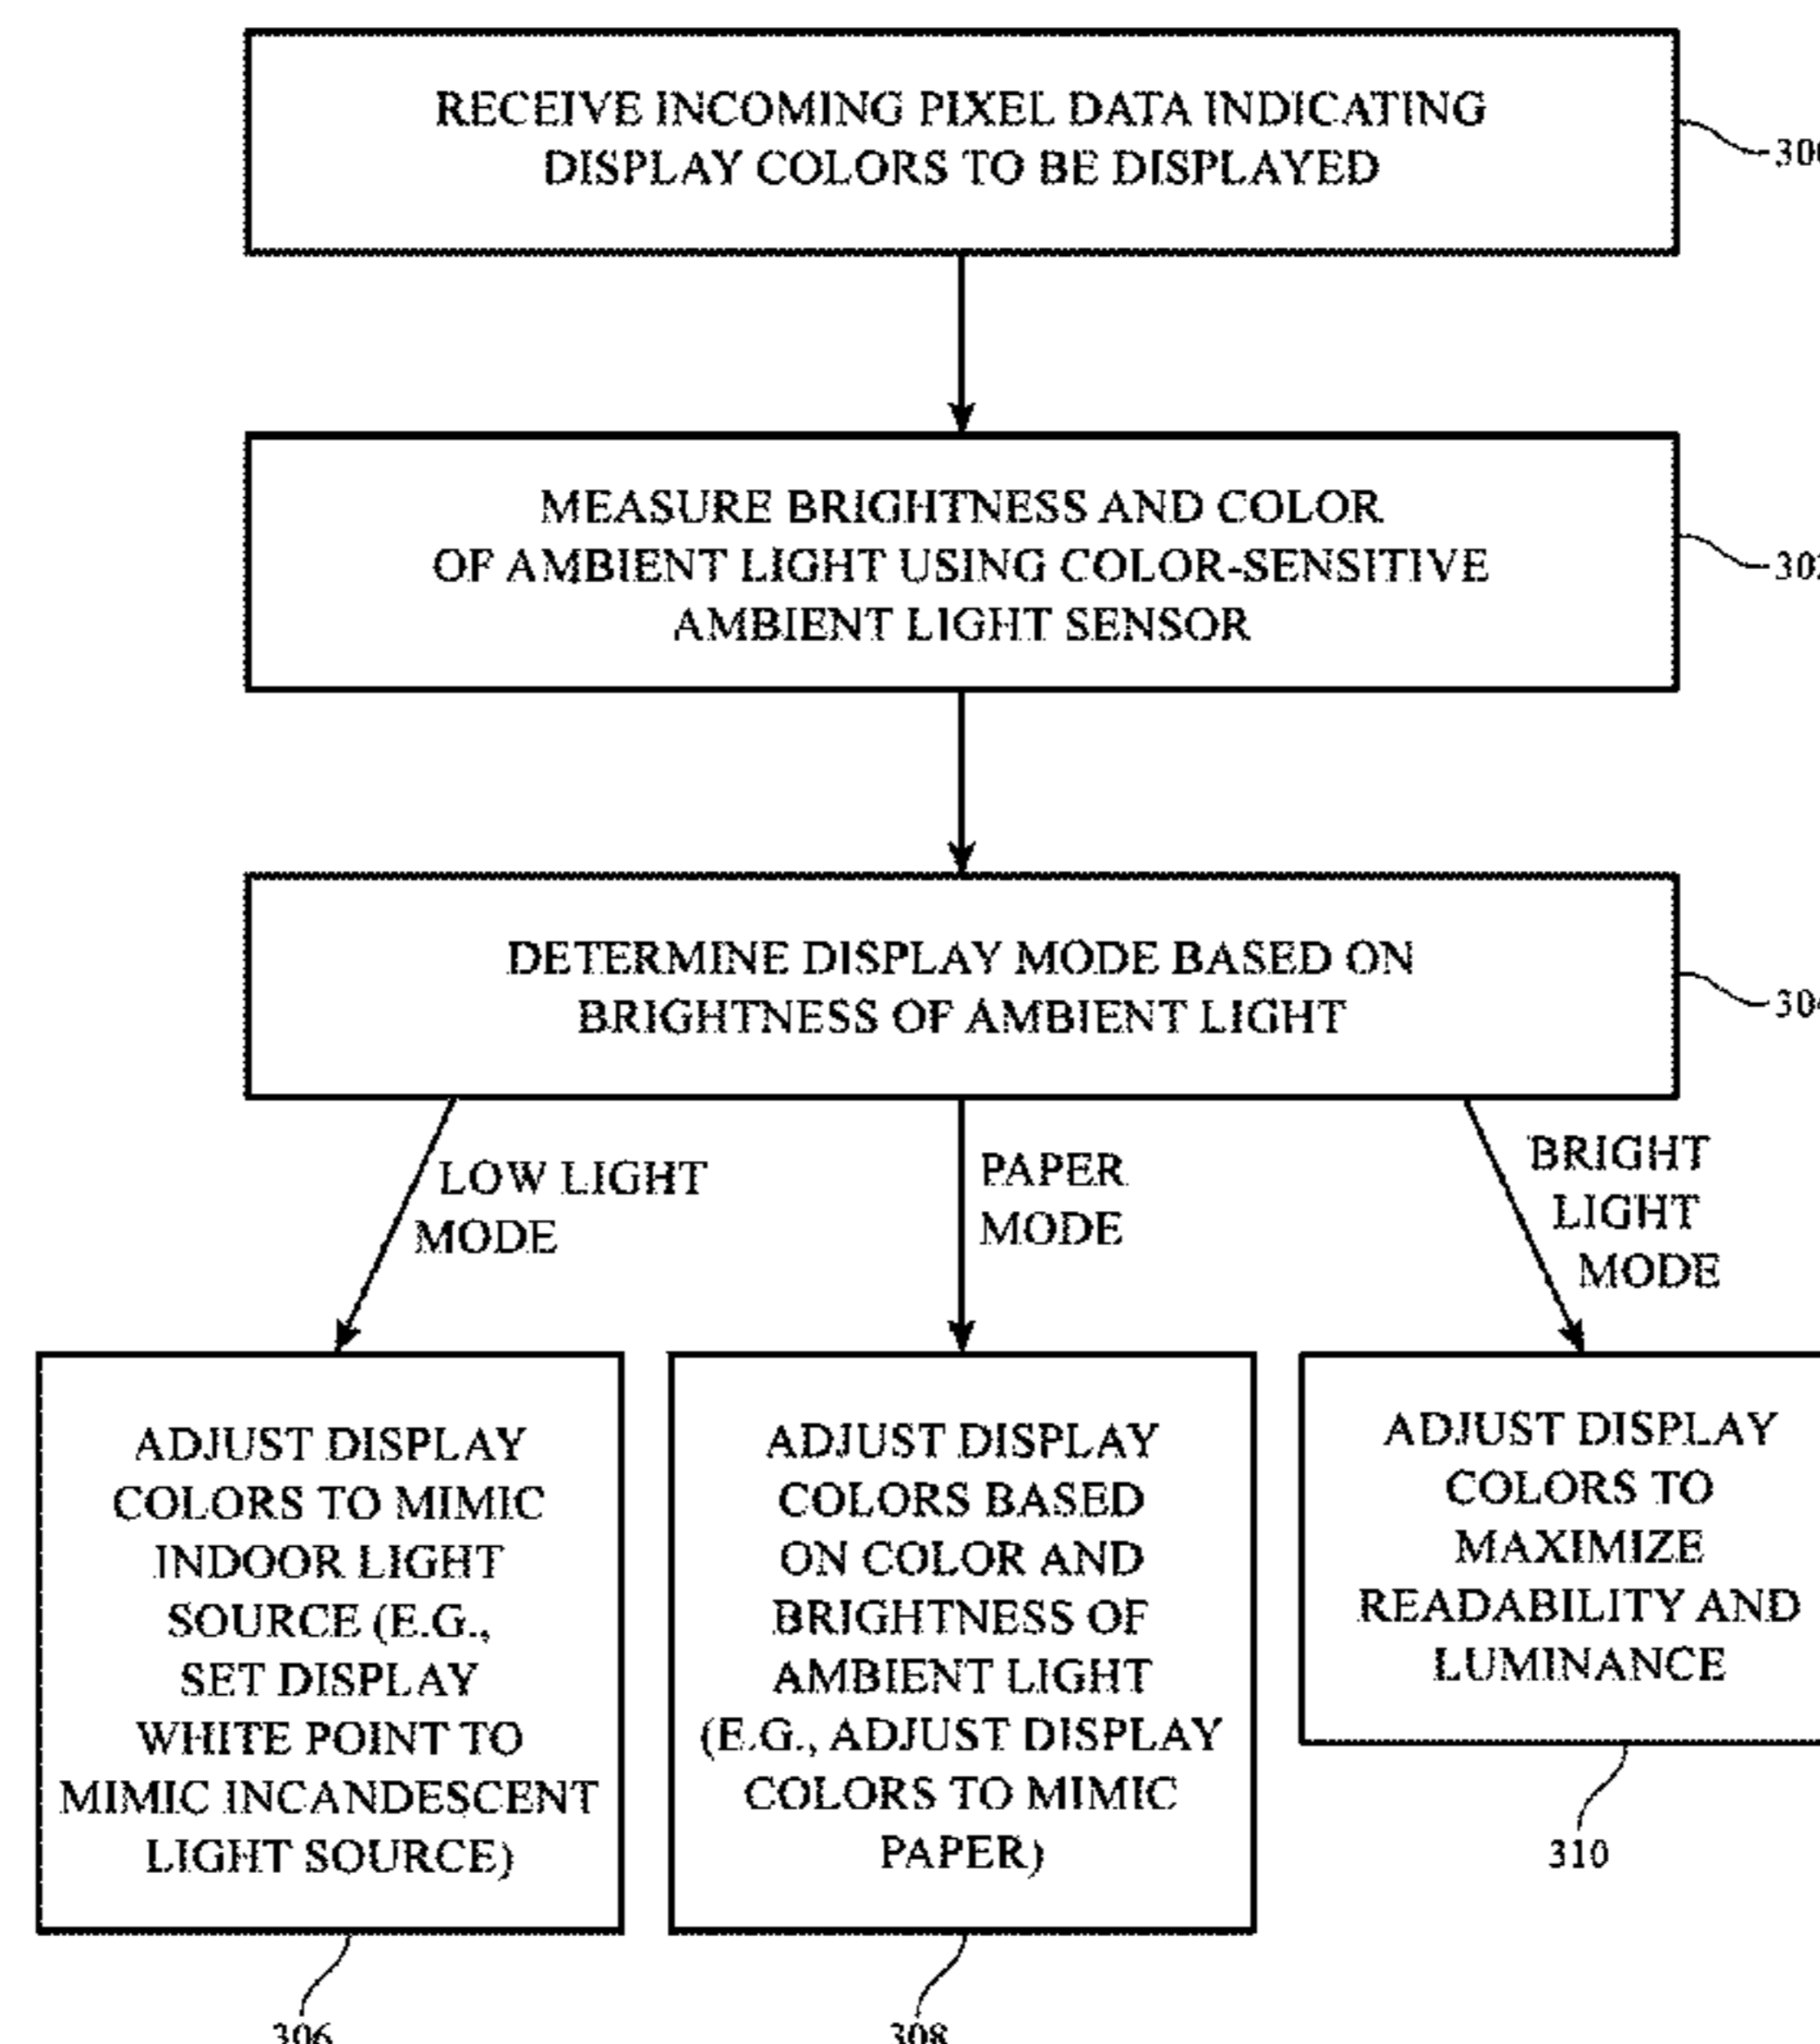 RECEIVE INCOMING PIXEL DATA INDICATING
DISPLAY COLORS TO BE DISPLAYED
MEASURE BRIGHTNESS AND COLOR
OF AMBIENT LIGHT USING COLOR-SENSITIVE
AMBIENT LIGHT SENSOR
DETERMINE DISPLAY MODE BASED ON
BRIGHTNESS OF AMBIENT LIGHT
LOW LIGHT
MODE
PAPER
MODE
BRIGHT
LIGHT
MODE
ADJUST DISPLAY
COLORS TO MIMIC
INDOOR LIGHT
SOURCE (E.G.,
SET DISPLAY
WHITE POINT TO
MIMIC INCANDESCENT
LIGHT SOURCE)
306
ADJUST DISPLAY
COLORS BASED
ON COLOR AND
BRIGHTNESS OF
AMBIENT LIGHT
(E.G., ADJUST DISPLAY
COLORS TO MIMIC
PAPER)
308
ADJUST DISPLAY
COLORS TO
MAXIMIZE
READABILITY AND
LUMINANCE
310